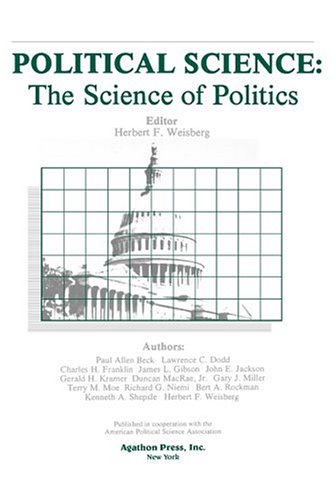 POLITICAL SCIENCE:
The Science of Politics
Editor
Herbert F. Weisberg
Authors:
Paul Allen Beck Lawrence C. Dodd
Charles H. Franklin James L. Gibson John E. Jackson
Gerald H. Kramer Duncan MacRae, Jr. Gary J. Miller
Terry M. Moe Richard G. Niemi Bert A. Rockman
Kenneth A. Shepsle Herbert F. Weisberg
Published in cooperation with the
American Political Science Association
Agathon Press, Inc.
New York